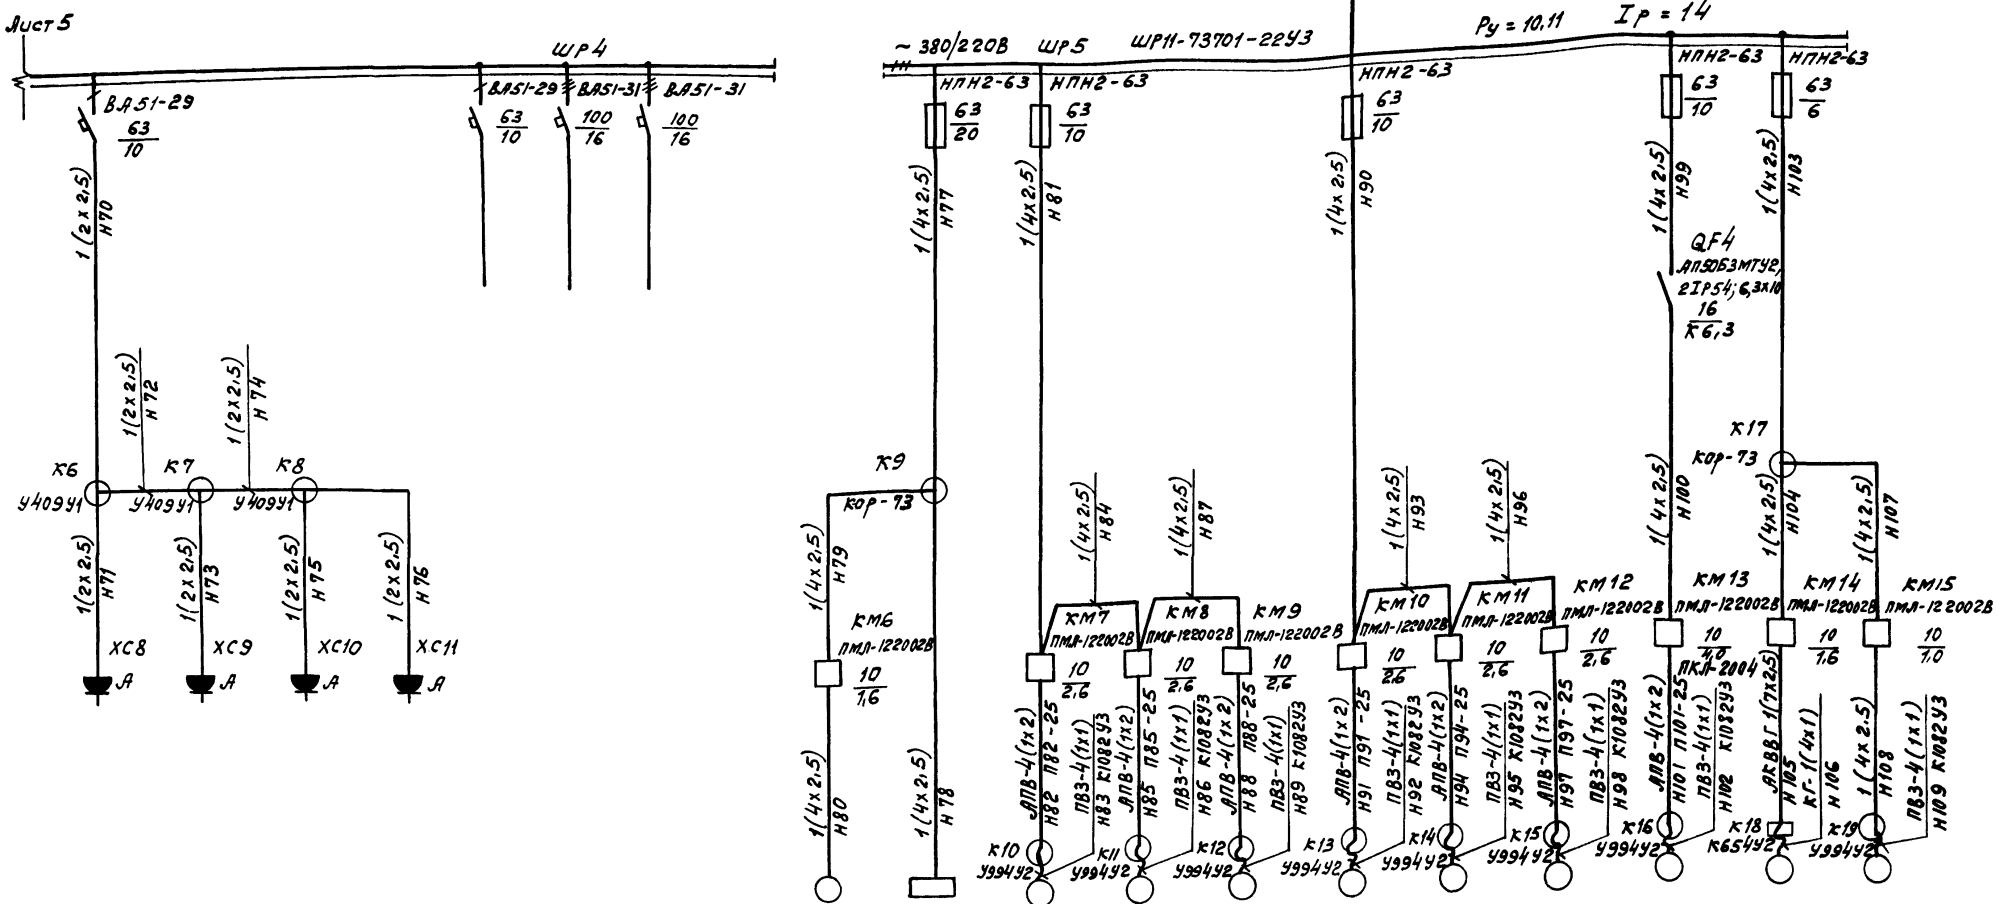 Лист 5
ШР4
~ 380/220В ШР5 ШР11-73701-22У3
Ру = 10,11
Iр = 14
ВА51-29
63
10
ВА51-29
63
10
ВА51-31
100
16
ВА51-31
100
16
НПН2-63
63
20
НПН2-63
63
10
НПН2-63
63
10
НПН2-63
63
10
НПН2-63
63
6
1(2х2,5)
Н70
1(4х2,5)
Н77
1(4х2,5)
Н81
1(4х2,5)
Н90
1(4х2,5)
Н99
1(4х2,5)
Н103
QF4
АП50Б3МТУ2,
2IP54; 6,3х10
16
К6,3
1(2х2,5)
Н72
1(2х2,5)
Н74
К6
У409У1
К7
У409У1
К8
У409У1
1(2х2,5)
Н71
1(2х2,5)
Н73
1(2х2,5)
Н75
1(2х2,5)
Н76
ХС8
А
ХС9
А
ХС10
А
ХС11
А
К9
КОР-73
1(4х2,5)
Н79
КМ6
ПМЛ-122002В
10
1,6
1(4х2,5)
Н80
1(4х2,5)
Н78
1(4х2,5)
Н84
1(4х2,5)
Н87
1(4х2,5)
Н93
1(4х2,5)
Н96
1(4х2,5)
Н100
К17
КОР-73
1(4х2,5)
Н104
1(4х2,5)
Н107
КМ7
ПМЛ-122002В
10
2,6
КМ8
ПМЛ-122002В
10
2,6
КМ9
ПМЛ-122002В
10
2,6
КМ10
ПМЛ-122002В
10
2,6
КМ11
ПМЛ-122002В
10
2,6
КМ12
ПМЛ-122002В
10
2,6
КМ13
ПМЛ-122002В
10
4,0
ПКЛ-2004
КМ14
ПМЛ-122002В
10
1,6
КМ15
ПМЛ-122002В
10
1,0
АПВ-4(1х2)
Н82 П82-25
ПВ3-4(1х1)
Н83 К1082У3
АПВ-4(1х2)
Н85 П85-25
ПВ3-4(1х1)
Н86 К1082У3
АПВ-4(1х2)
Н88 П88-25
ПВ3-4(1х1)
Н89 К1082У3
АПВ-4(1х2)
Н91 П91-25
ПВ3-4(1х1)
Н92 К1082У3
АПВ-4(1х2)
Н94 П94-25
ПВ3-4(1х1)
Н95 К1082У3
АПВ-4(1х2)
Н97 П97-25
ПВ3-4(1х1)
Н98 К1082У3
АПВ-4(1х2)
Н101 П101-25
ПВ3-4(1х1)
Н102 К1082У3
АКВВГ 1(7х2,5)
Н105
КГ-1(4х1)
Н106
1(4х2,5)
Н108
ПВ3-4(1х1)
Н109 К1082У3
К10
У994У2
К11
У994У2
К12
У994У2
К13
У994У2
К14
У994У2
К15
У994У2
К16
У994У2
К18
К654У2
К19
У994У2